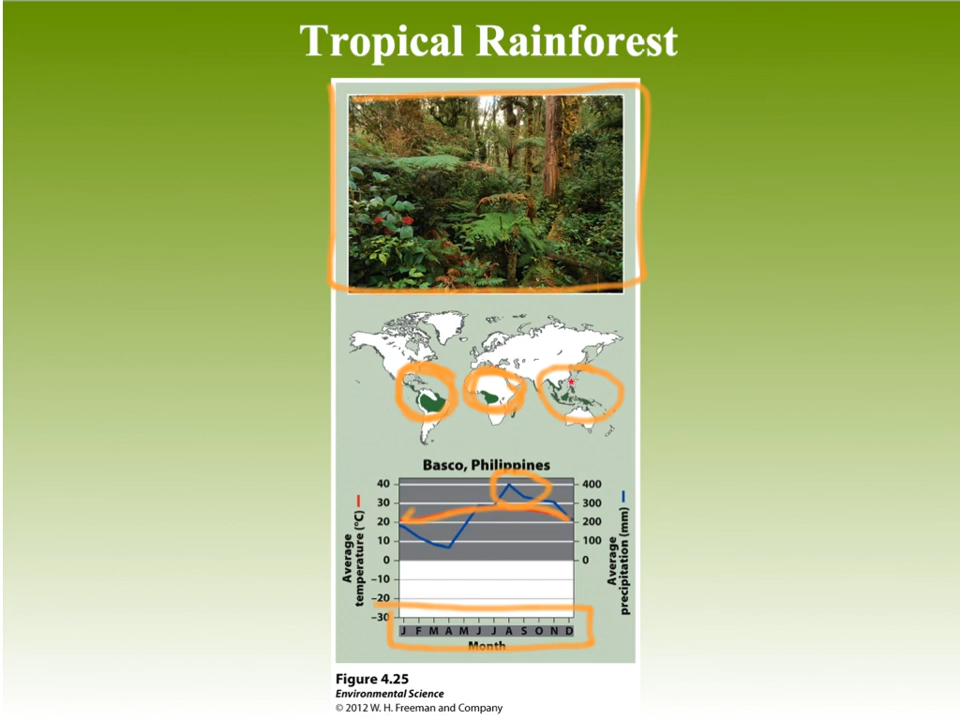 Tropical Rainforest
Basco, Philippines
40
30
20
10
0
–10
–20
–30
400
300
200
100
0
Average
temperature (°C)
Average
precipitation (mm)
J F M A M J J A S O N D
Month
Figure 4.25
Environmental Science
© 2012 W. H. Freeman and Company